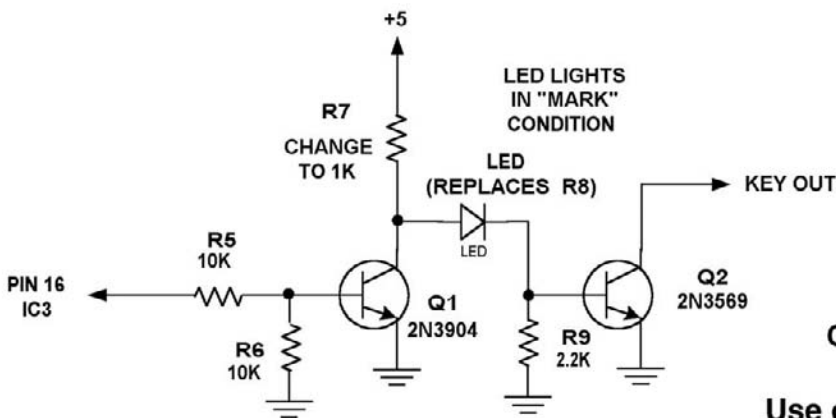 +5
R7
CHANGE
TO 1K
LED LIGHTS
IN "MARK"
CONDITION
LED
(REPLACES R8)
LED
KEY OUT
R5
10K
PIN 16
IC3
R6
10K
Q1
2N3904
R9
2.2K
Q2
2N3569
Use